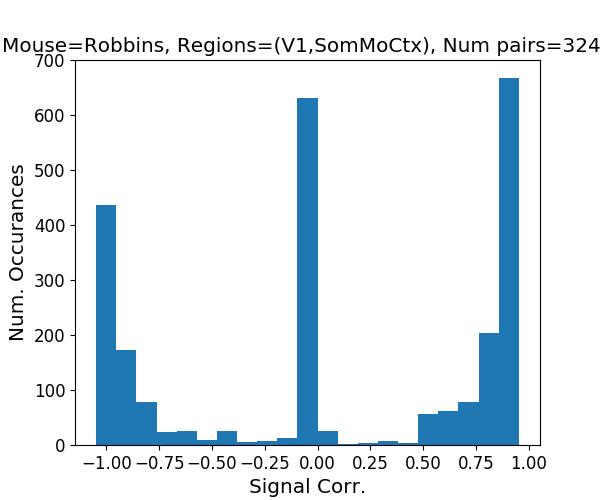 Mouse=Robbins, Regions=(V1,SomMoCtx), Num pairs=324
700
600
500
400
300
200
100
0
Num. Occurances
−1.00 −0.75 −0.50 −0.25 0.00 0.25 0.50 0.75 1.00
Signal Corr.